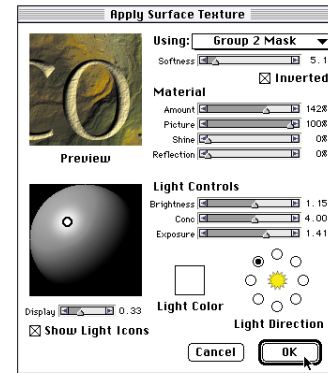 Apply Surface Texture
Using: Group 2 Mask
Softness 5.1
Inverted
Material
Amount 142%
Picture 100%
Shine 0%
Reflection 0%
CO
Preview
Light Controls
Brightness 1.15
Conc 4.00
Exposure 1.41
Display 0.33
Show Light Icons
Light Color
Light Direction
Cancel
OK